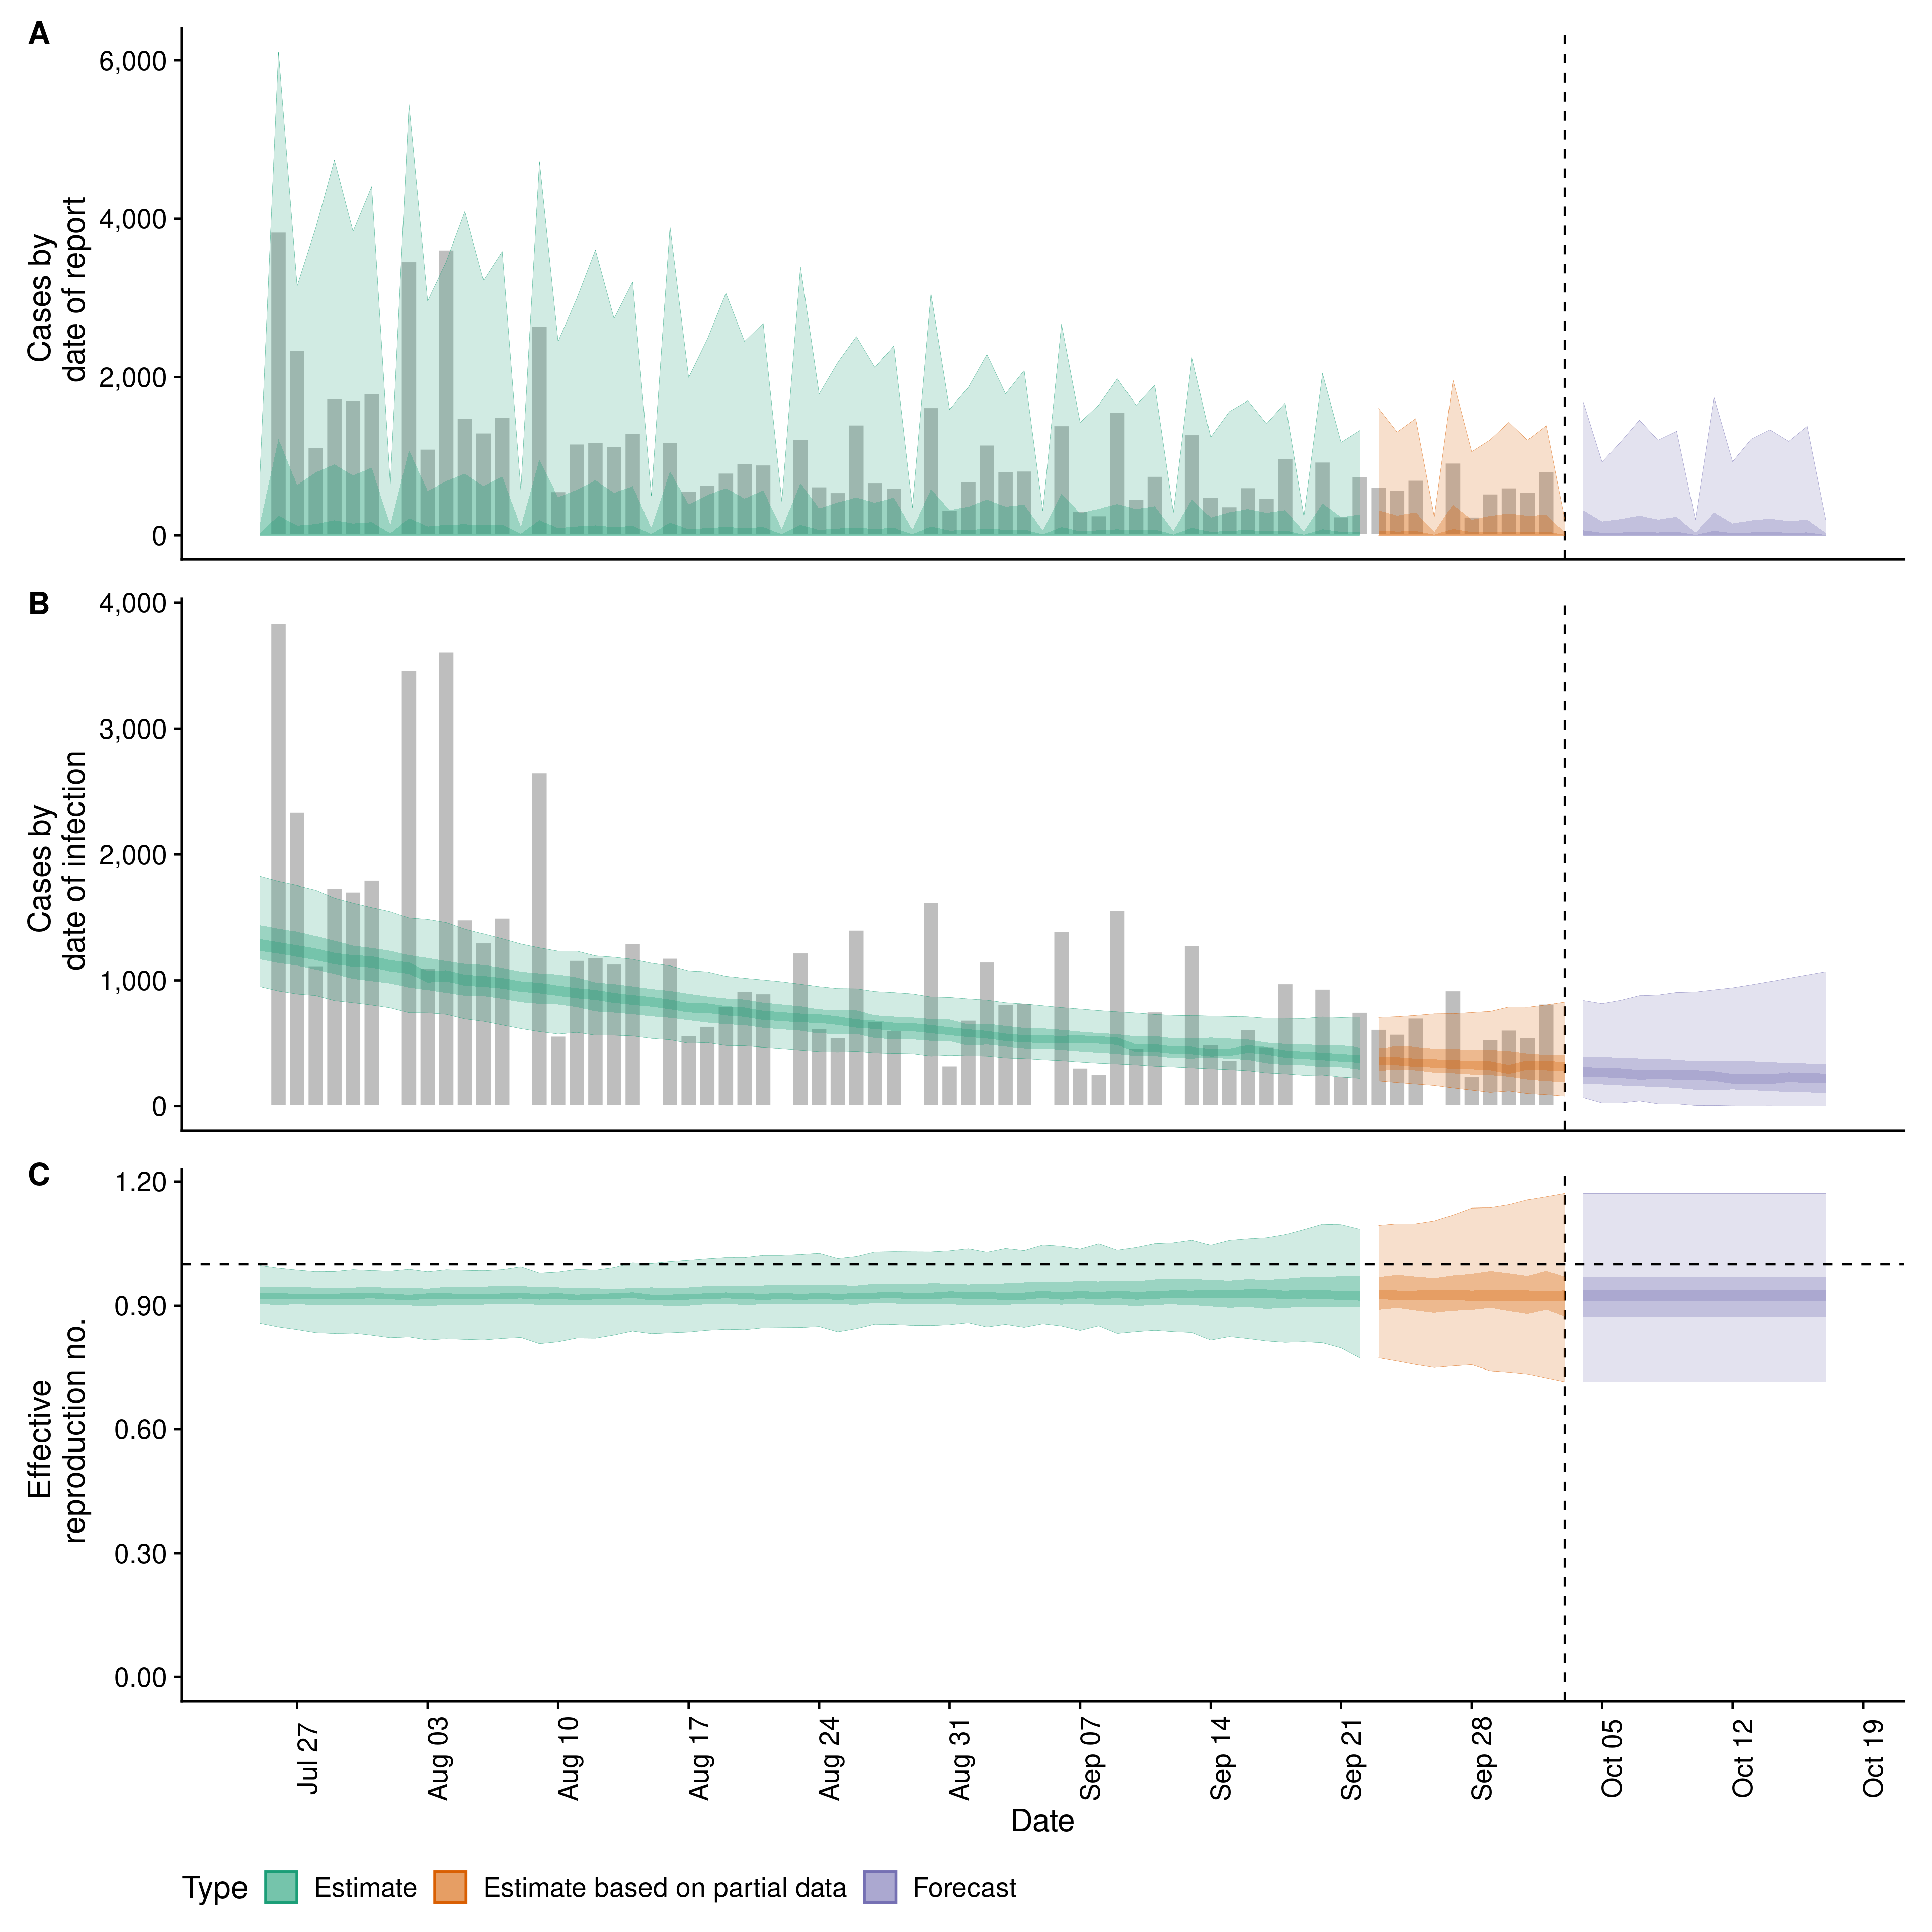 A
Cases by
date of report
6,000
4,000
2,000
0
B
Cases by
date of infection
4,000
3,000
2,000
1,000
0
C
Effective
reproduction no.
1.20
0.90
0.60
0.30
0.00
Jul 27
Aug 03
Aug 10
Aug 17
Aug 24
Aug 31
Sep 07
Sep 14
Sep 21
Sep 28
Oct 05
Oct 12
Oct 19
Date
Type Estimate Estimate based on partial data Forecast